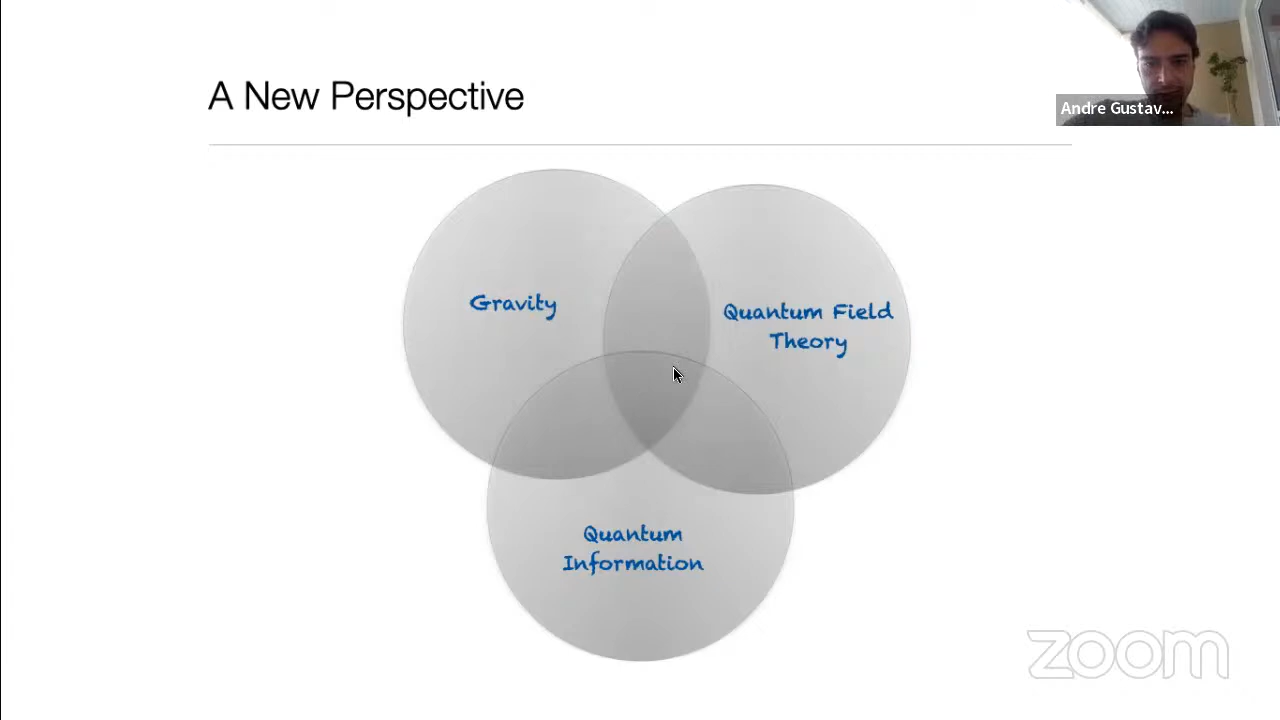 A New Perspective
Andre Gustav...
Gravity
Quantum Field
Theory
Quantum
Information
zoom